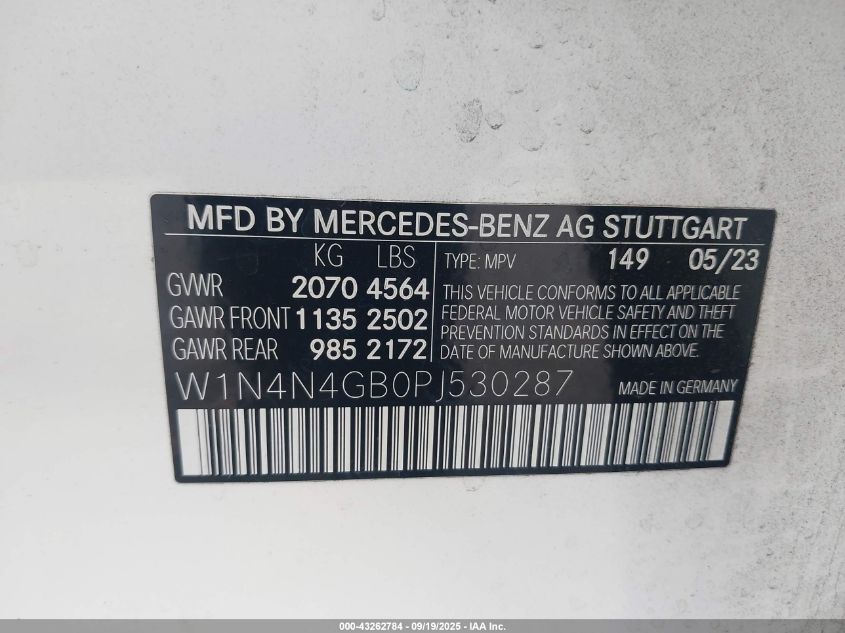 MFD BY MERCEDES-BENZ AG STUTTGART
KG LBS TYPE: MPV 149 05/23
GVWR 2070 4564
GAWR FRONT 1135 2502
GAWR REAR 985 2172
THIS VEHICLE CONFORMS TO ALL APPLICABLE
FEDERAL MOTOR VEHICLE SAFETY AND THEFT
PREVENTION STANDARDS IN EFFECT ON THE
DATE OF MANUFACTURE SHOWN ABOVE.
W1N4N4GB0PJ530287 MADE IN GERMANY
000-43262784 - 09/19/2025 - IAA Inc.